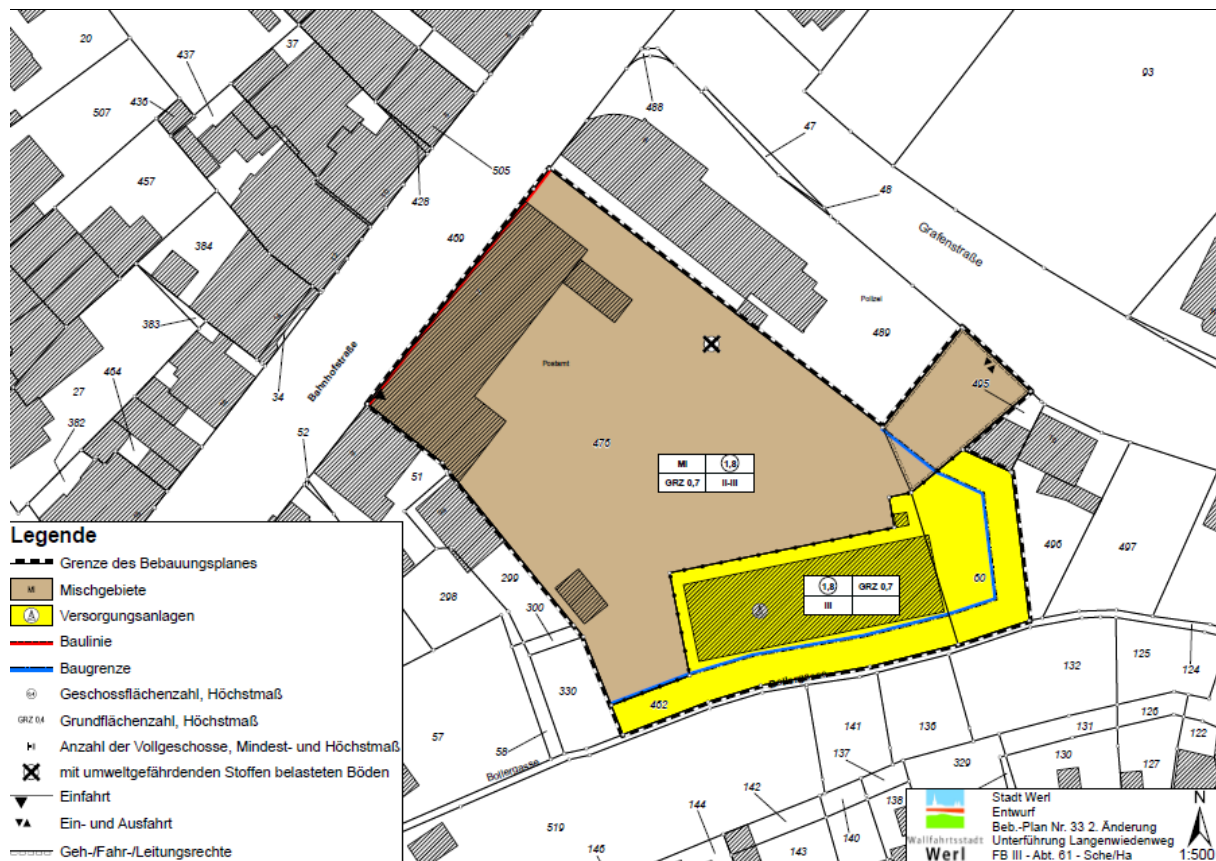 20
437
37
436
507
457
384
383
464
27
382
34
52
51
428
505
469
488
47
48
93
Grafenstraße
Bahnhofstraße
Polizei
489
495
Postamt
476
MI 1,8
GRZ 0,7 II-III
1,8 GRZ 0,7
III
60
496
497
298
299
300
330
462
57
58
Bollergasse
519
146
144
142
143
140
138
137
141
136
329
132
131
130
125
124
126
127
122
Legende
Grenze des Bebauungsplanes
MI Mischgebiete
Versorgungsanlagen
Baulinie
Baugrenze
Geschossflächenzahl, Höchstmaß
GRZ 0,4 Grundflächenzahl, Höchstmaß
Anzahl der Vollgeschosse, Mindest- und Höchstmaß
mit umweltgefährdenden Stoffen belasteten Böden
Einfahrt
Ein- und Ausfahrt
Geh-/Fahr-/Leitungsrechte
Wallfahrtsstadt
Werl
Stadt Werl
Entwurf
Beb.-Plan Nr. 33 2. Änderung
Unterführung Langenwiedenweg
FB III - Abt. 61 - Sche/Ha
N
1:500